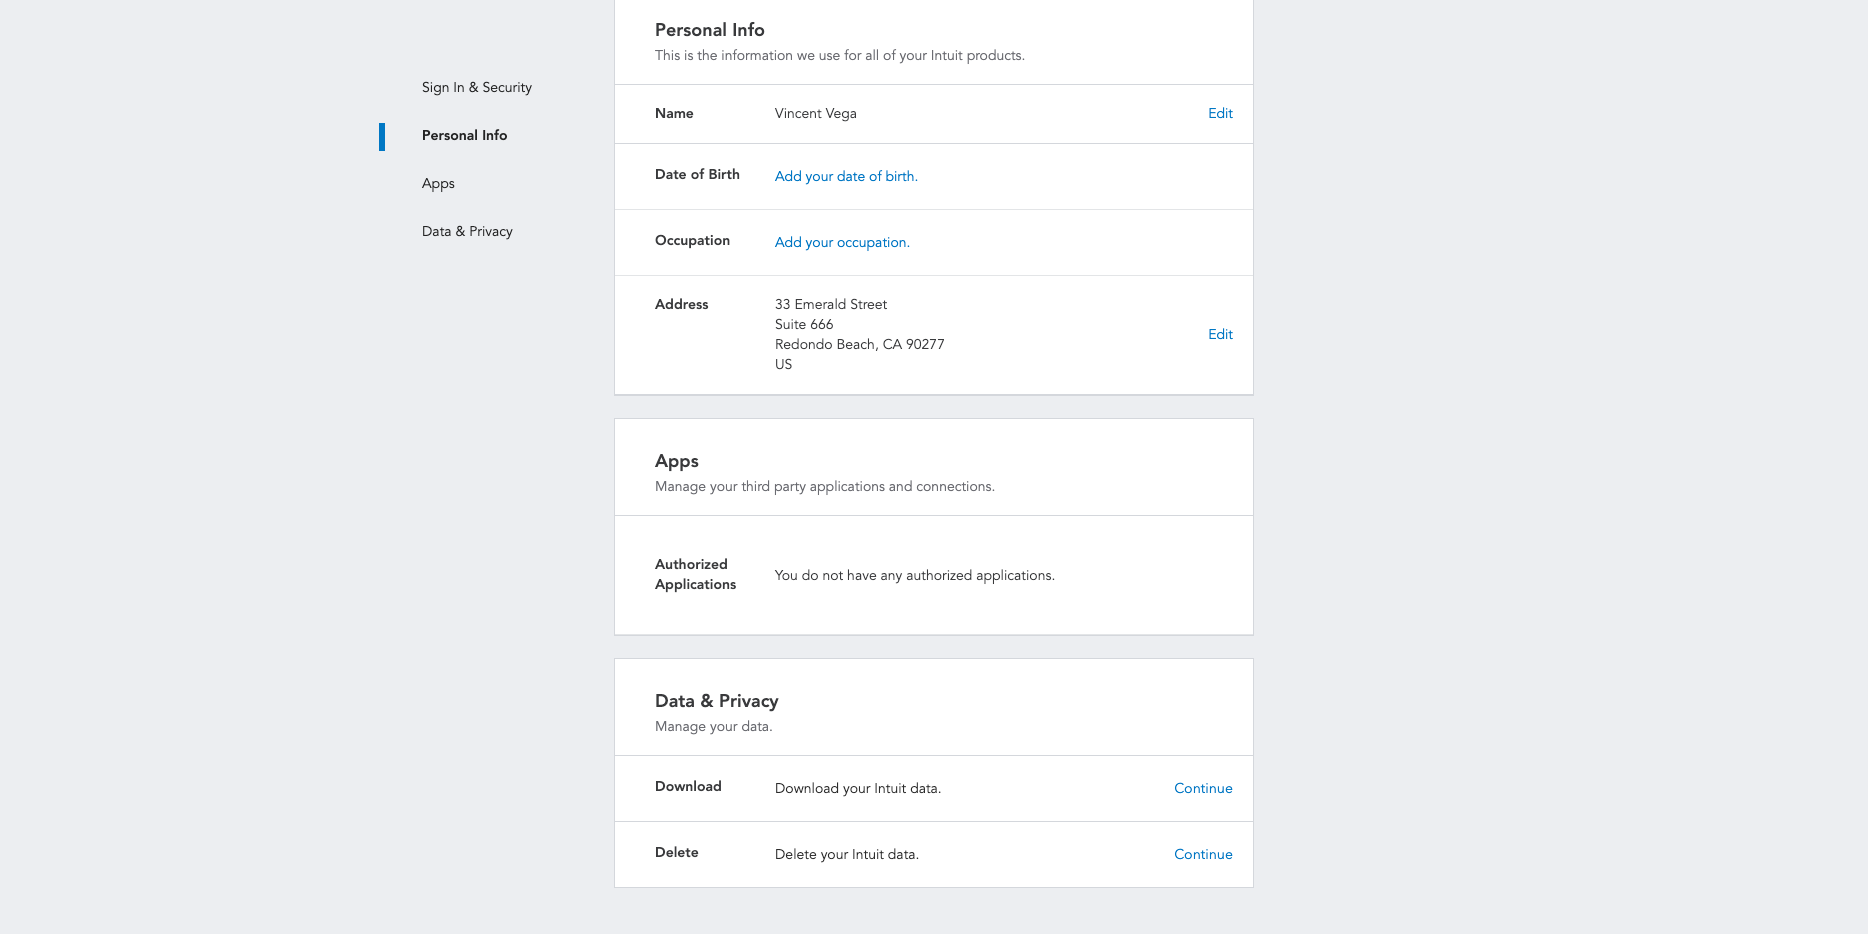 Sign In & Security
Personal Info
Apps
Data & Privacy
Personal Info
This is the information we use for all of your Intuit products.
Name Vincent Vega Edit
Date of Birth Add your date of birth.
Occupation Add your occupation.
Address 33 Emerald Street
Suite 666
Redondo Beach, CA 90277
US
Edit
Apps
Manage your third party applications and connections.
Authorized
Applications
You do not have any authorized applications.
Data & Privacy
Manage your data.
Download Download your Intuit data. Continue
Delete Delete your Intuit data. Continue